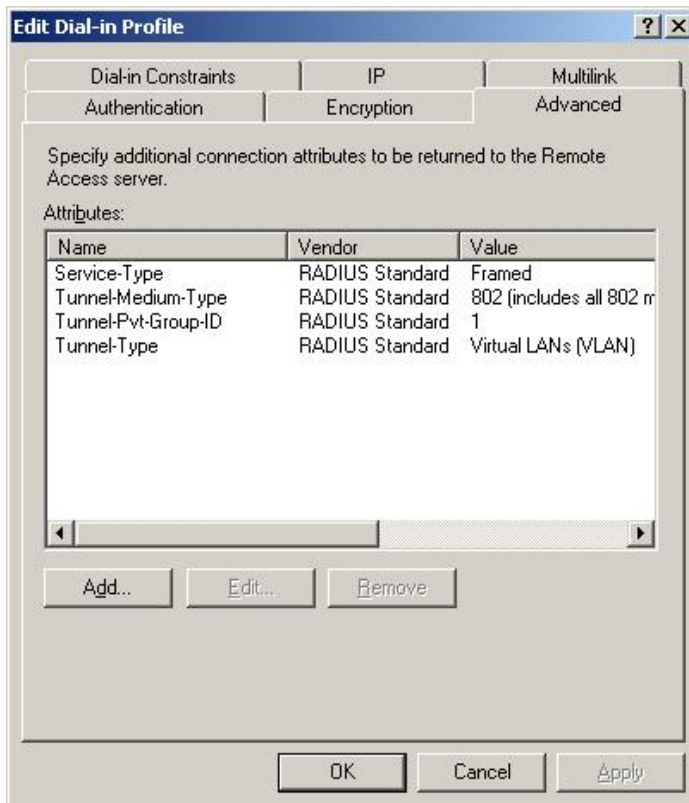 Edit Dial-in Profile
Dial-in Constraints IP Multilink
Authentication Encryption Advanced
Specify additional connection attributes to be returned to the Remote
Access server.
Attributes:
Name Vendor Value
Service-Type RADIUS Standard Framed
Tunnel-Medium-Type RADIUS Standard 802 (includes all 802 m
Tunnel-Pvt-Group-ID RADIUS Standard 1
Tunnel-Type RADIUS Standard Virtual LANs (VLAN)
Add... Edit... Remove
OK Cancel Apply